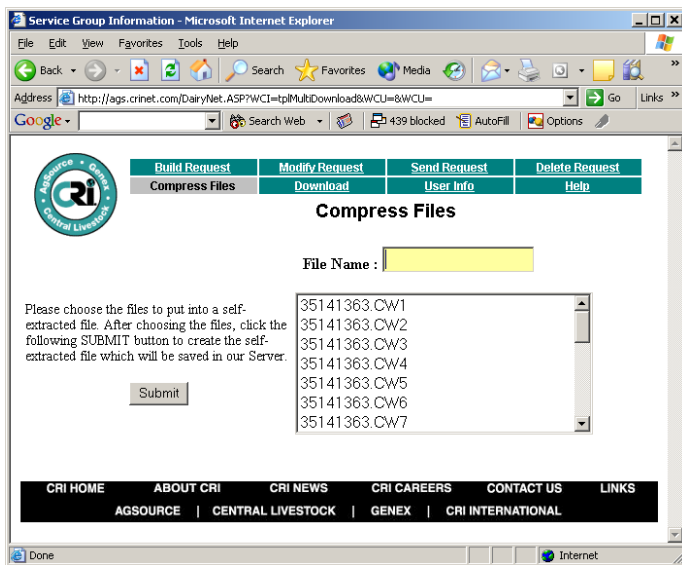 Service Group Information - Microsoft Internet Explorer
File Edit View Favorites Tools Help
Back Search Favorites Media
Address http://ags.crinet.com/DairyNet.ASP?WCI=tplMultiDownload&WCU=&WCU= Go Links »
Google Search Web 439 blocked AutoFill Options
AgSource • Genex
CRI
Central Livestock
Build Request Modify Request Send Request Delete Request
Compress Files Download User Info Help
Compress Files
File Name :
Please choose the files to put into a self-
extracted file. After choosing the files, click the
following SUBMIT button to create the self-
extracted file which will be saved in our Server.
Submit
35141363.CW1
35141363.CW2
35141363.CW3
35141363.CW4
35141363.CW5
35141363.CW6
35141363.CW7
CRI HOME ABOUT CRI CRI NEWS CRI CAREERS CONTACT US LINKS
AGSOURCE | CENTRAL LIVESTOCK | GENEX | CRI INTERNATIONAL
Done Internet